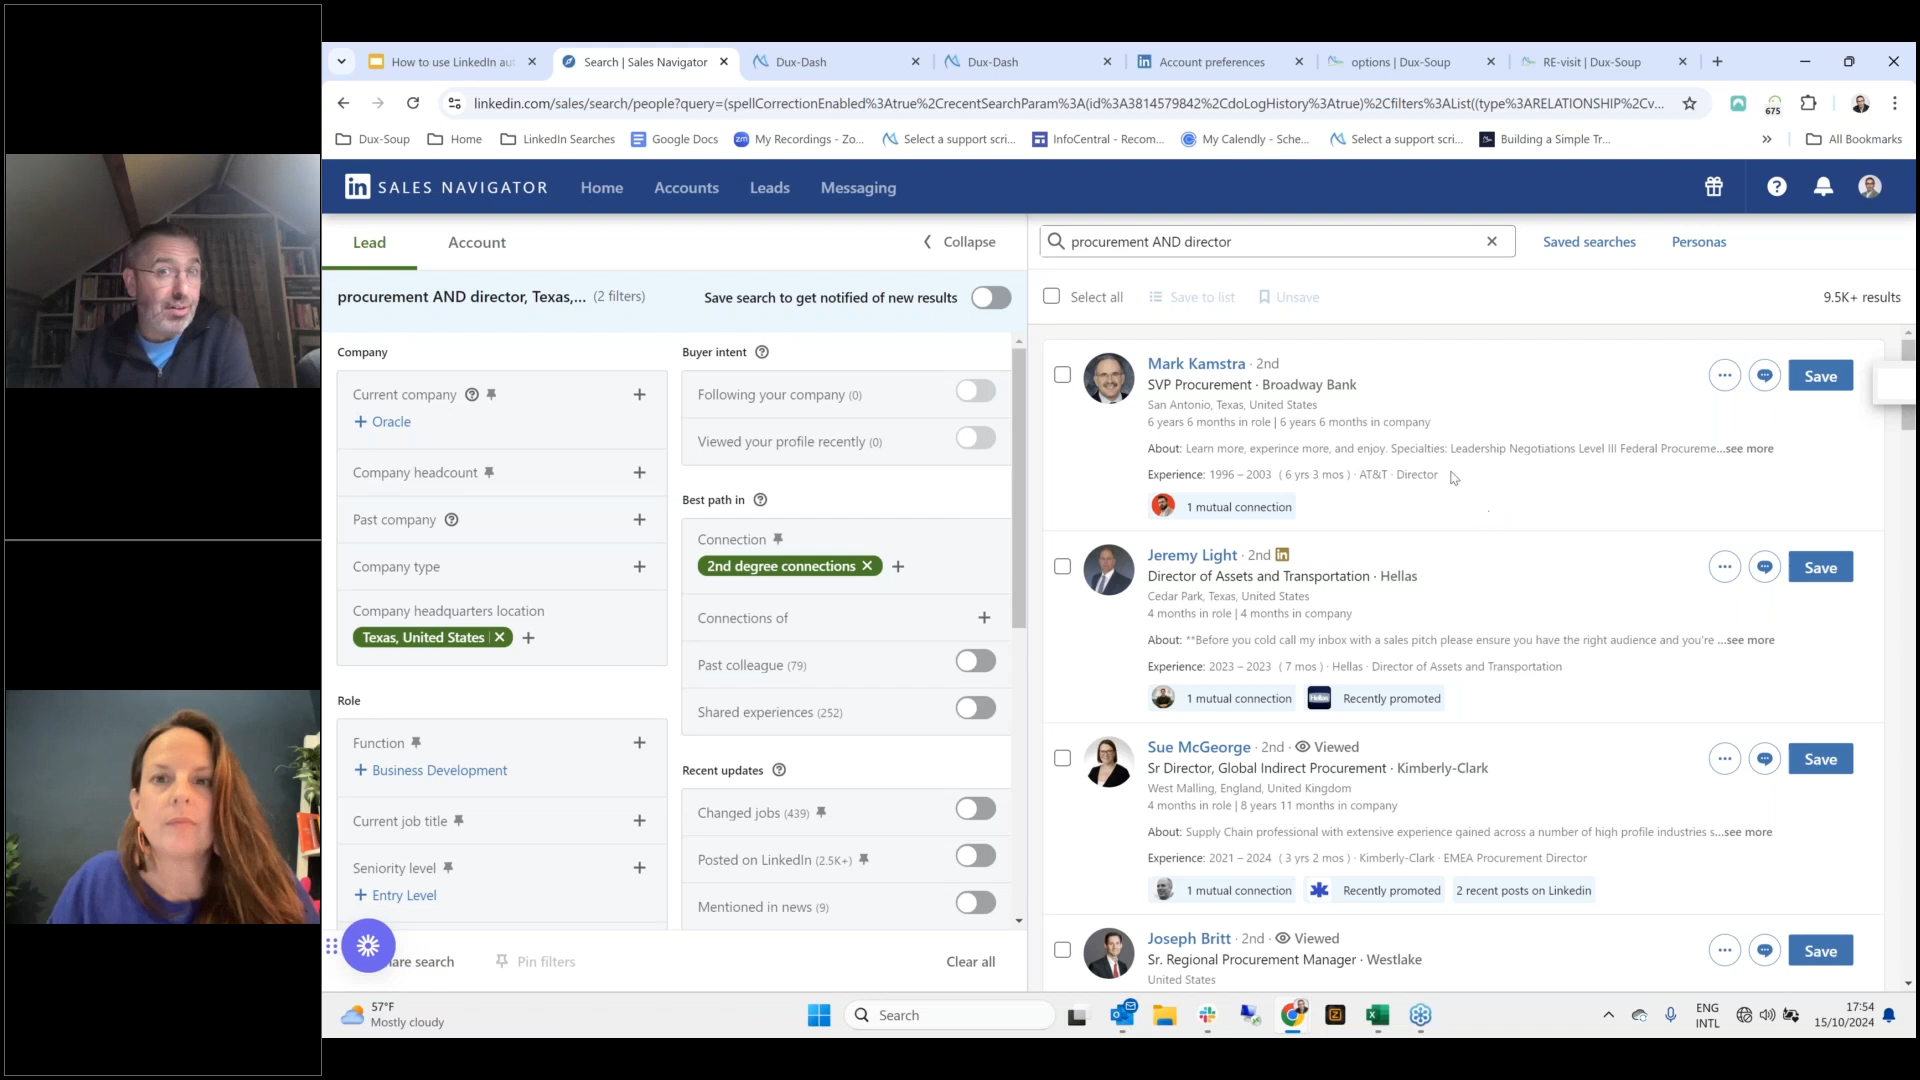 How to use LinkedIn aut
Search | Sales Navigator
Dux-Dash
Dux-Dash
Account preferences
options | Dux-Soup
RE-visit | Dux-Soup
linkedin.com/sales/search/people?query=(spellCorrectionEnabled%3Atrue%2CrecentSearchParam%3A(id%3A3814579842%2CdoLogHistory%3Atrue)%2Cfilters%3AList((type%3ARELATIONSHIP%2Cv...
675
Dux-Soup
Home
LinkedIn Searches
Google Docs
zm My Recordings - Zo...
Select a support scri...
InfoCentral - Recom...
My Calendly - Sche...
Select a support scri...
Building a Simple Tr...
»
All Bookmarks
in SALES NAVIGATOR
Home
Accounts
Leads
Messaging
Lead
Account
Collapse
procurement AND director
Saved searches
Personas
procurement AND director, Texas,... (2 filters)
Save search to get notified of new results
Select all
Save to list
Unsave
9.5K+ results
Company
Current company
+ Oracle
Company headcount
Past company
Company type
Company headquarters location
Texas, United States
Role
Function
+ Business Development
Current job title
Seniority level
+ Entry Level
Buyer intent
Following your company (0)
Viewed your profile recently (0)
Best path in
Connection
2nd degree connections
Connections of
Past colleague (79)
Shared experiences (252)
Recent updates
Changed jobs (439)
Posted on LinkedIn (2.5K+)
Mentioned in news (9)
are search
Pin filters
Clear all
Mark Kamstra · 2nd
SVP Procurement · Broadway Bank
San Antonio, Texas, United States
6 years 6 months in role | 6 years 6 months in company
About: Learn more, experince more, and enjoy. Specialties: Leadership Negotiations Level III Federal Procureme...see more
Experience: 1996 – 2003 ( 6 yrs 3 mos ) · AT&T · Director
1 mutual connection
Save
Jeremy Light · 2nd in
Director of Assets and Transportation · Hellas
Cedar Park, Texas, United States
4 months in role | 4 months in company
About: **Before you cold call my inbox with a sales pitch please ensure you have the right audience and you're ...see more
Experience: 2023 – 2023 ( 7 mos ) · Hellas · Director of Assets and Transportation
1 mutual connection
Recently promoted
Save
Sue McGeorge · 2nd · Viewed
Sr Director, Global Indirect Procurement · Kimberly-Clark
West Malling, England, United Kingdom
4 months in role | 8 years 11 months in company
About: Supply Chain professional with extensive experience gained across a number of high profile industries s...see more
Experience: 2021 – 2024 ( 3 yrs 2 mos ) · Kimberly-Clark · EMEA Procurement Director
1 mutual connection
Recently promoted
2 recent posts on Linkedin
Save
Joseph Britt · 2nd · Viewed
Sr. Regional Procurement Manager · Westlake
United States
Save
57°F
Mostly cloudy
Search
ENG
INTL
17:54
15/10/2024